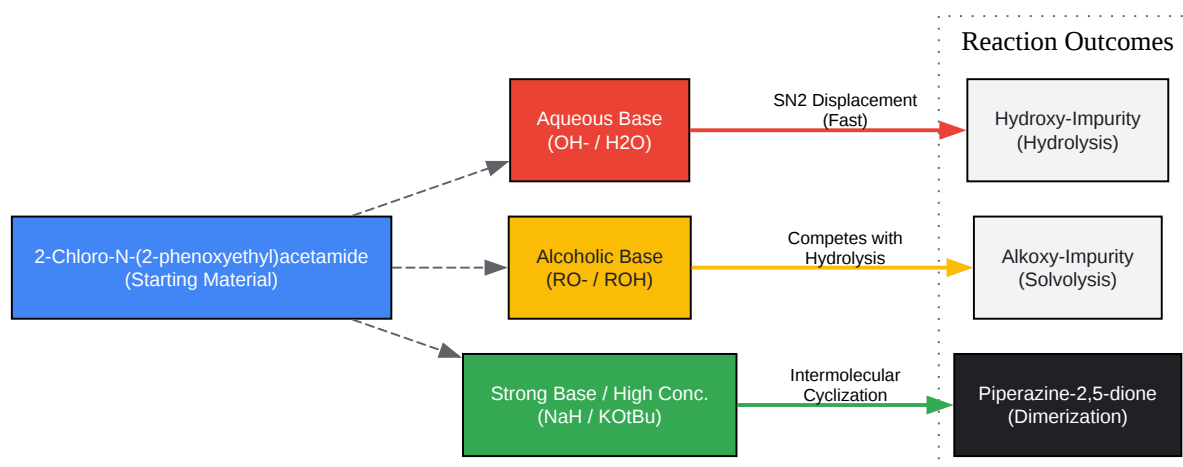 Reaction Outcomes
Aqueous Base
(OH- / H2O)
SN2 Displacement
(Fast)
Hydroxy-Impurity
(Hydrolysis)
2-Chloro-N-(2-phenoxyethyl)acetamide
(Starting Material)
Alcoholic Base
(RO- / ROH)
Competes with
Hydrolysis
Alkoxy-Impurity
(Solvolysis)
Strong Base / High Conc.
(NaH / KOtBu)
Intermolecular
Cyclization
Piperazine-2,5-dione
(Dimerization)